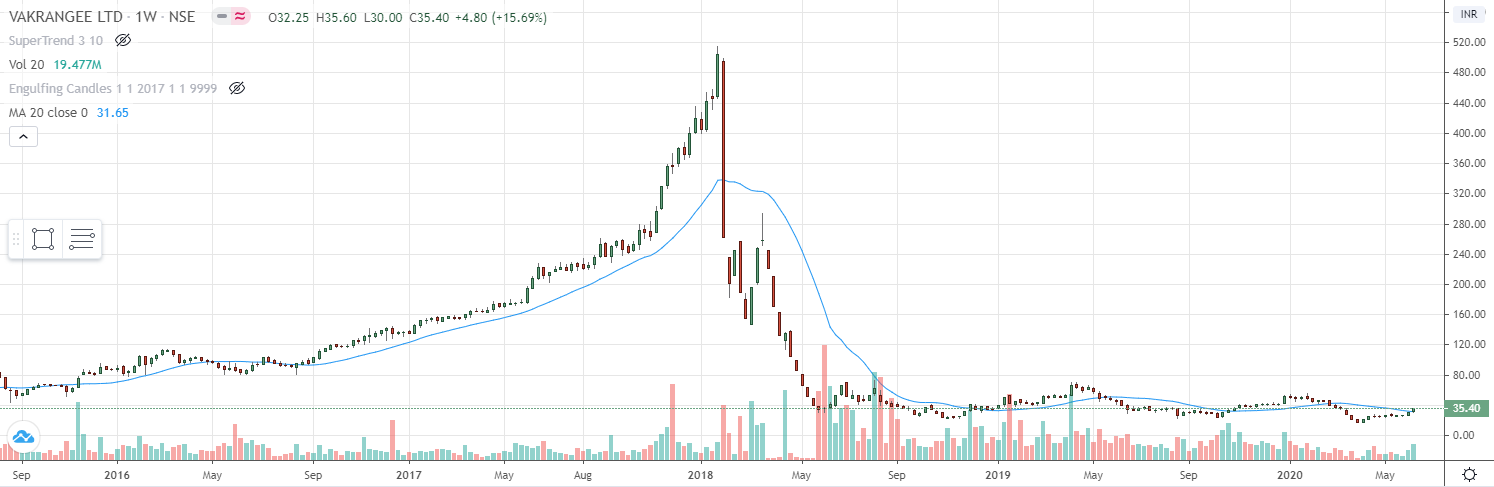 VAKRANGEE LTD · 1W · NSE O32.25 H35.60 L30.00 C35.40 +4.80 (+15.69%)
SuperTrend 3 10
Vol 20 19.477M
Engulfing Candles 1 1 2017 1 1 9999
MA 20 close 0 31.65
INR
520.00
480.00
440.00
400.00
360.00
320.00
280.00
240.00
200.00
160.00
120.00
80.00
35.40
0.00
Sep 2016 May Sep 2017 May Aug 2018 May Sep 2019 May Sep 2020 May